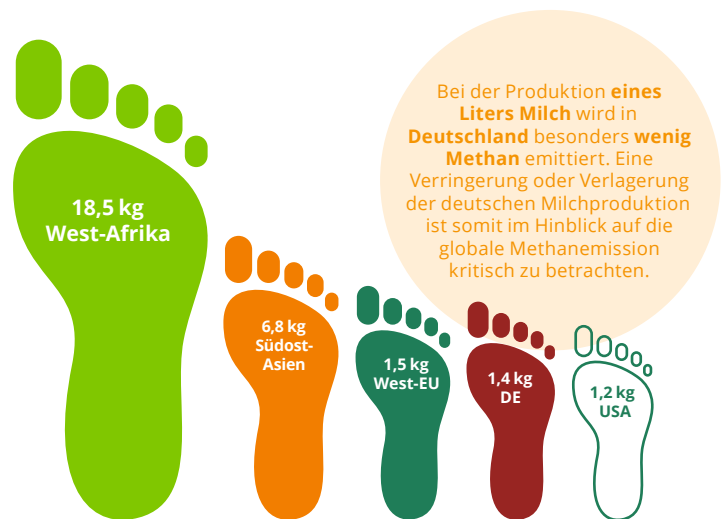 Bei der Produktion eines
Liters Milch wird in
Deutschland besonders wenig
Methan emittiert. Eine
Verringerung oder Verlagerung
der deutschen Milchproduktion
ist somit im Hinblick auf die
globale Methanemission
kritisch zu betrachten.
18,5 kg
West-Afrika
6,8 kg
Südost-
Asien
1,5 kg
West-EU
1,4 kg
DE
1,2 kg
USA